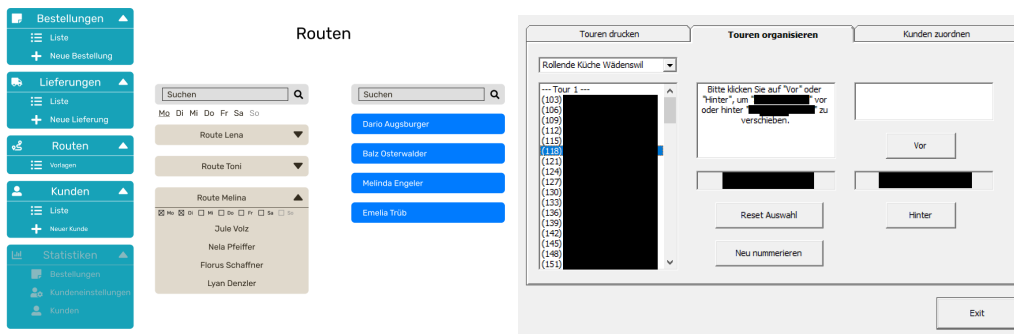 Bestellungen
Liste
Neue Bestellung
Lieferungen
Liste
Neue Lieferung
Routen
Vorlagen
Kunden
Liste
Neuer Kunde
Statistiken
Bestellungen
Kundeneinstellungen
Kunden
Routen
Suchen
Mo Di Mi Do Fr Sa So
Route Lena
Route Toni
Route Melina
Mo Di Mi Do Fr Sa So
Jule Volz
Nela Pfeiffer
Florus Schaffner
Lyan Denzler
Suchen
Dario Augsburger
Balz Osterwalder
Melinda Engeler
Emelia Trüb
Touren drucken
Touren organisieren
Kunden zuordnen
Rollende Küche Wädenswil
--- Tour 1 ---
(103)
(106)
(109)
(112)
(115)
(118)
(121)
(124)
(127)
(130)
(133)
(136)
(139)
(142)
(145)
(148)
(151)
Bitte klicken Sie auf "Vor" oder
"Hinter", um " " vor
oder hinter " " zu
verschieben.
Reset Auswahl
Neu nummerieren
Vor
Hinter
Exit